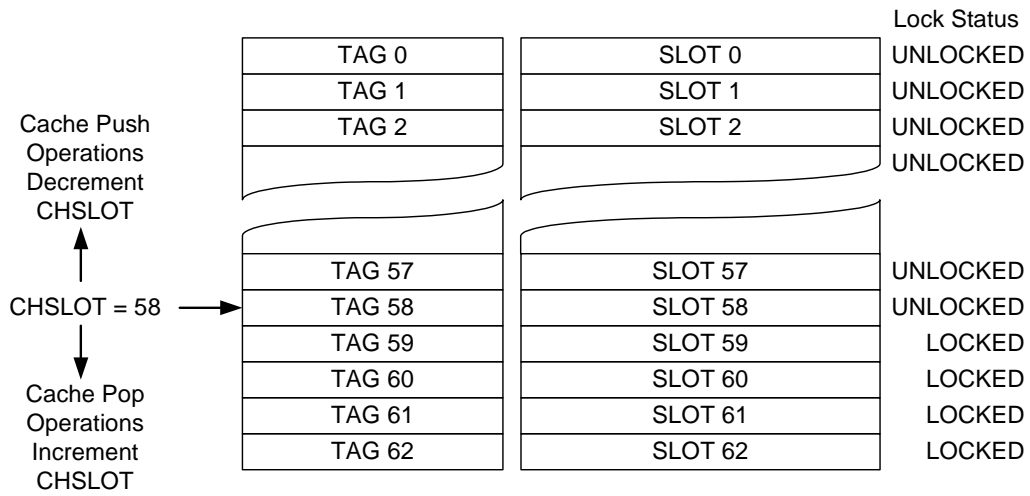 Lock Status
TAG 0 SLOT 0 UNLOCKED
TAG 1 SLOT 1 UNLOCKED
TAG 2 SLOT 2 UNLOCKED
UNLOCKED
Cache Push
Operations
Decrement
CHSLOT
TAG 57 SLOT 57 UNLOCKED
CHSLOT = 58 TAG 58 SLOT 58 UNLOCKED
TAG 59 SLOT 59 LOCKED
TAG 60 SLOT 60 LOCKED
TAG 61 SLOT 61 LOCKED
TAG 62 SLOT 62 LOCKED
Cache Pop
Operations
Increment
CHSLOT